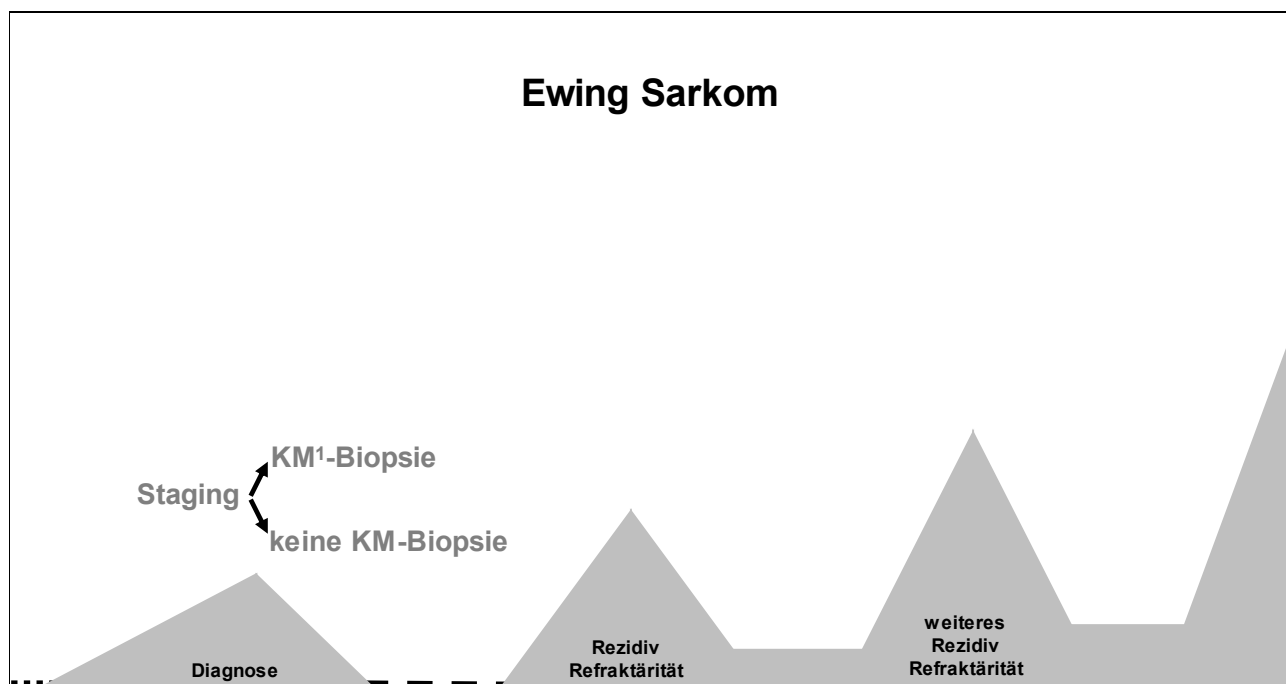 Ewing Sarkom
KM¹-Biopsie
Staging
keine KM-Biopsie
Diagnose
Rezidiv
Refraktärität
weiteres
Rezidiv
Refraktärität